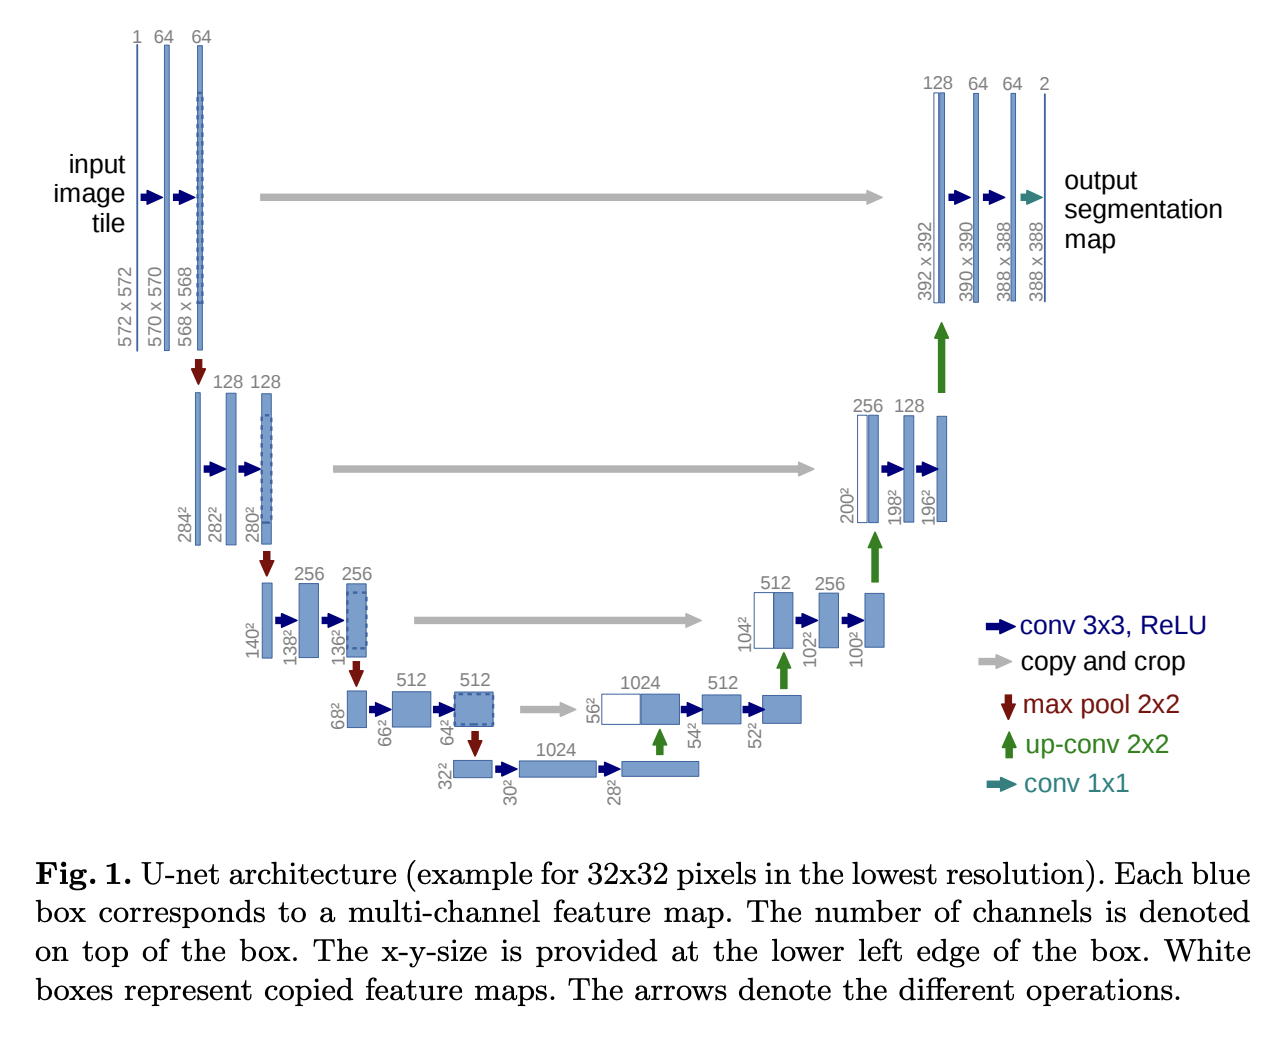 1 64 64
128 64 64 2
input
image
tile
output
segmentation
map
572 x 572
570 x 570
568 x 568
392 x 392
390 x 390
388 x 388
388 x 388
128 128
256 128
284²
282²
280²
200²
198²
196²
256 256
512 256
140²
138²
136²
104²
102²
100²
512 512
1024 512
68²
66²
64²
56²
54²
52²
1024
32²
30²
28²
conv 3x3, ReLU
copy and crop
max pool 2x2
up-conv 2x2
conv 1x1
Fig. 1. U-net architecture (example for 32x32 pixels in the lowest resolution). Each blue
box corresponds to a multi-channel feature map. The number of channels is denoted
on top of the box. The x-y-size is provided at the lower left edge of the box. White
boxes represent copied feature maps. The arrows denote the different operations.